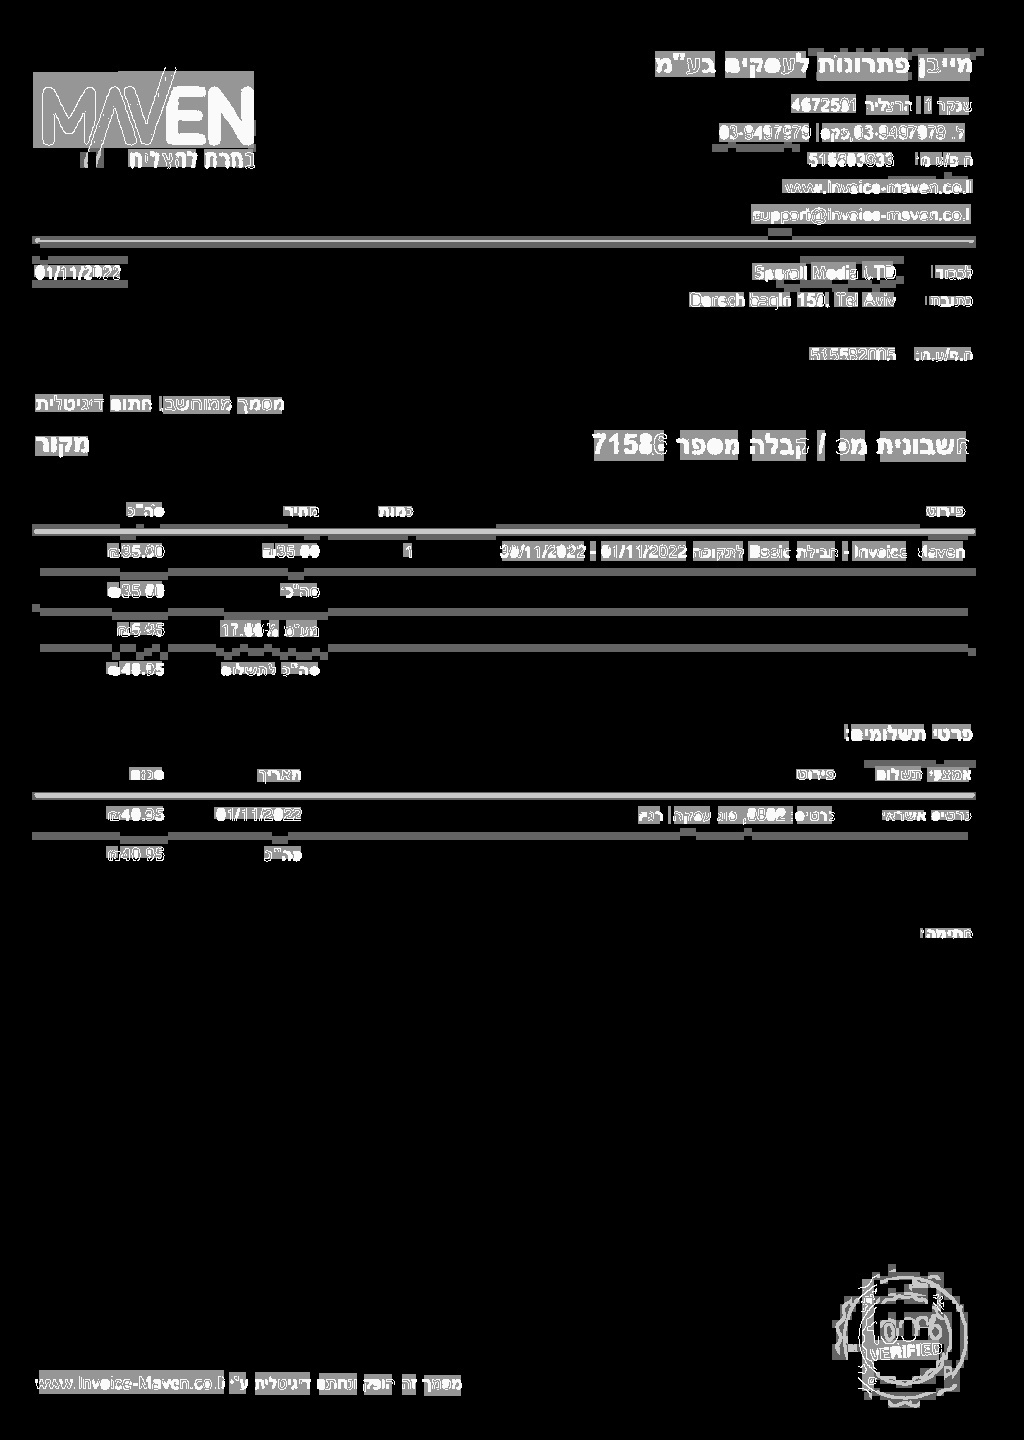 מייבן פתרונות לעסקים בע"מ
MAVEN
בחרת להצליח
שנקר 1 הרצליה 4672501
03-9497979, פקס 03-9497979
ח.פ/ע.מ:
www.invoice-maven.co.il
support@invoice-maven.co.il
לכבוד Speroll Media LTD
01/11/2022
כתובת: Derech begin 150, Tel Aviv
ח.פ/ע.מ: 515582005
מסמך ממוחשב, חתום דיגיטלית
חשבונית מס / קבלה מספר 71586
מקור
פירוט כמות מחיר סה"כ
Invoice Maven - חבילת Basic לתקופה 01/11/2022 - 30/11/2022 1 ₪35.00 ₪35.00
סה"כ ₪35.00
מע"מ 17.00% ₪5.95
סה"כ לתשלום ₪40.95
פרטי תשלומים:
אמצעי תשלום פירוט תאריך סכום
כרטיס אשראי כרטיס: סוג עסקה: רגיל 01/11/2022 ₪40.95
סה"כ ₪40.95
חתימה:
100%
VERIFIED
מסמך זה הופק ונחתם דיגיטלית ע"י www.Invoice-Maven.co.il